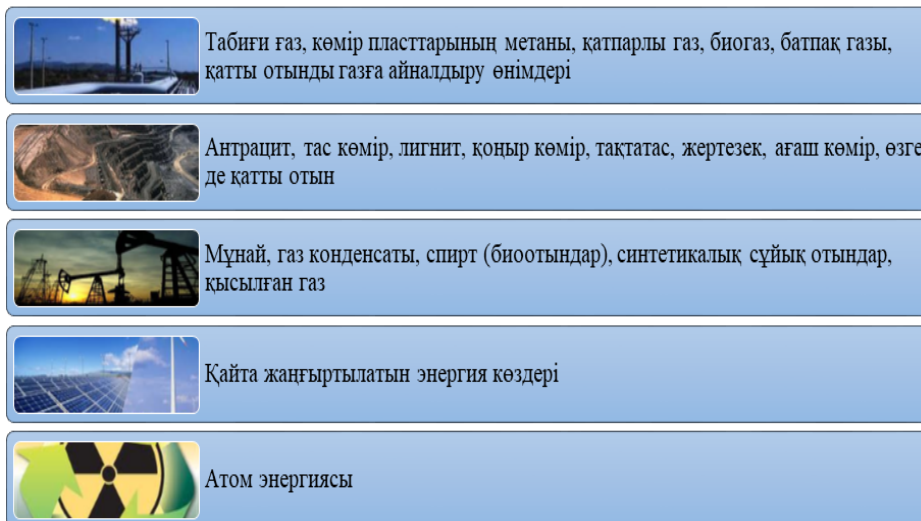 Табиғи ғаз, көмір пласттарының метаны, қатпарлы газ, биогаз, батпақ газы,
қатты отынды газға айналдыру өнімдері
Антрацит, тас көмір, лигнит, қоңыр көмір, тақтатас, жертезек, ағаш көмір, өзге
де қатты отын
Мұнай, газ конденсаты, спирт (биоотындар), синтетикалық сұйық отындар,
қысылған газ
Қайта жаңғыртылатын энергия көздері
Атом энергиясы